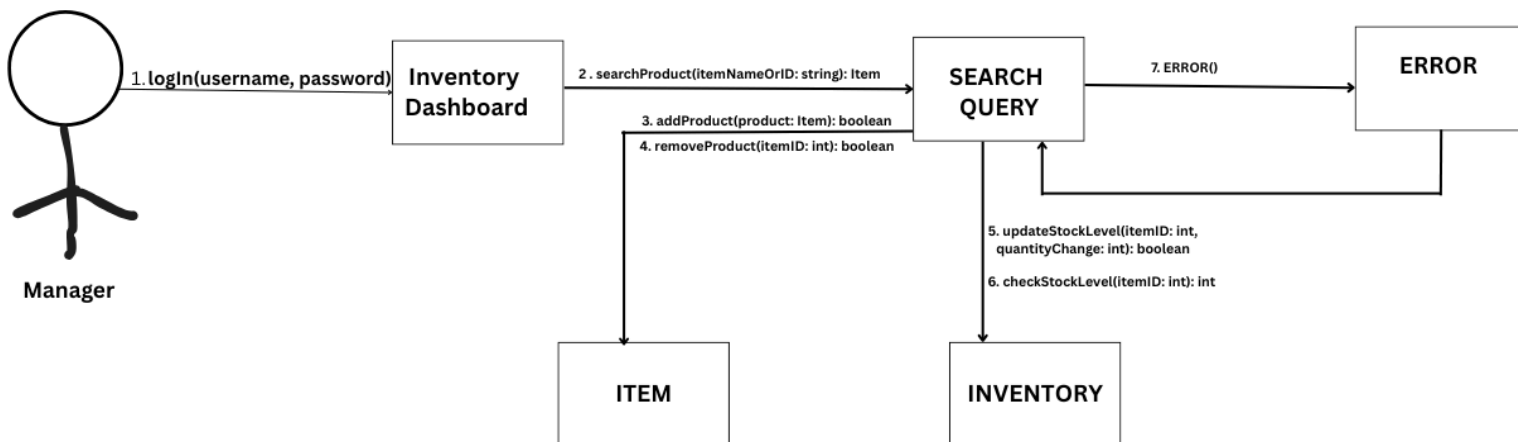 1. logIn(username, password)
Inventory
Dashboard
2 . searchProduct(itemNameOrID: string): Item
SEARCH
QUERY
7. ERROR()
ERROR
3. addProduct(product: Item): boolean
4. removeProduct(itemID: int): boolean
5. updateStockLevel(itemID: int,
quantityChange: int): boolean
6. checkStockLevel(itemID: int): int
Manager
ITEM
INVENTORY